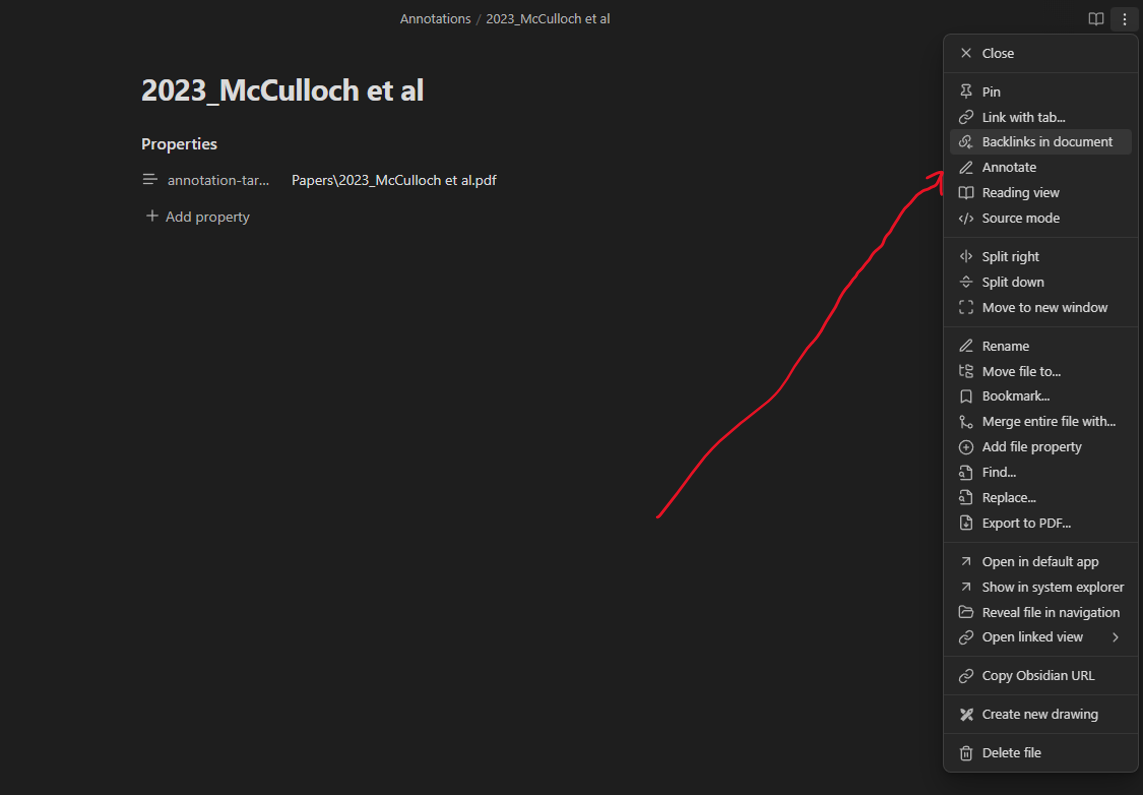 Annotations / 2023_McCulloch et al
2023_McCulloch et al
Properties
annotation-tar... Papers\2023_McCulloch et al.pdf
Add property
Close
Pin
Link with tab...
Backlinks in document
Annotate
Reading view
Source mode
Split right
Split down
Move to new window
Rename
Move file to...
Bookmark...
Merge entire file with...
Add file property
Find...
Replace...
Export to PDF...
Open in default app
Show in system explorer
Reveal file in navigation
Open linked view
Copy Obsidian URL
Create new drawing
Delete file